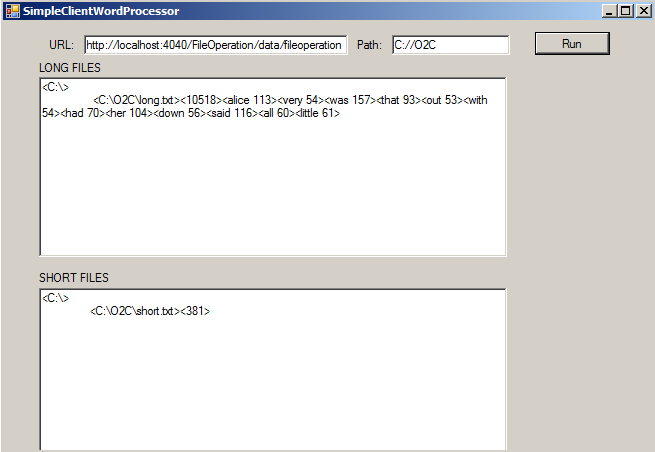 SimpleClientWordProcessor
URL: http://localhost:4040/FileOperation/data/fileoperation Path: C://O2C Run
LONG FILES
<C:\>
<C:\O2C\long.txt><10518><alice 113><very 54><was 157><that 93><out 53><with
54><had 70><her 104><down 56><said 116><all 60><little 61>
SHORT FILES
<C:\>
<C:\O2C\short.txt><381>